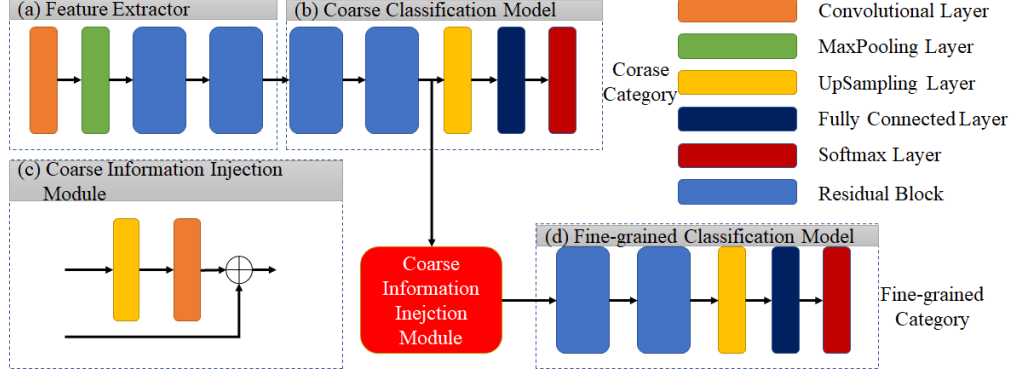 (a) Feature Extractor
(b) Coarse Classification Model
Corase
Category
Convolutional Layer
MaxPooling Layer
UpSampling Layer
Fully Connected Layer
Softmax Layer
Residual Block
(c) Coarse Information Injection
Module
Coarse
Information
Inejction
Module
(d) Fine-grained Classification Model
Fine-grained
Category